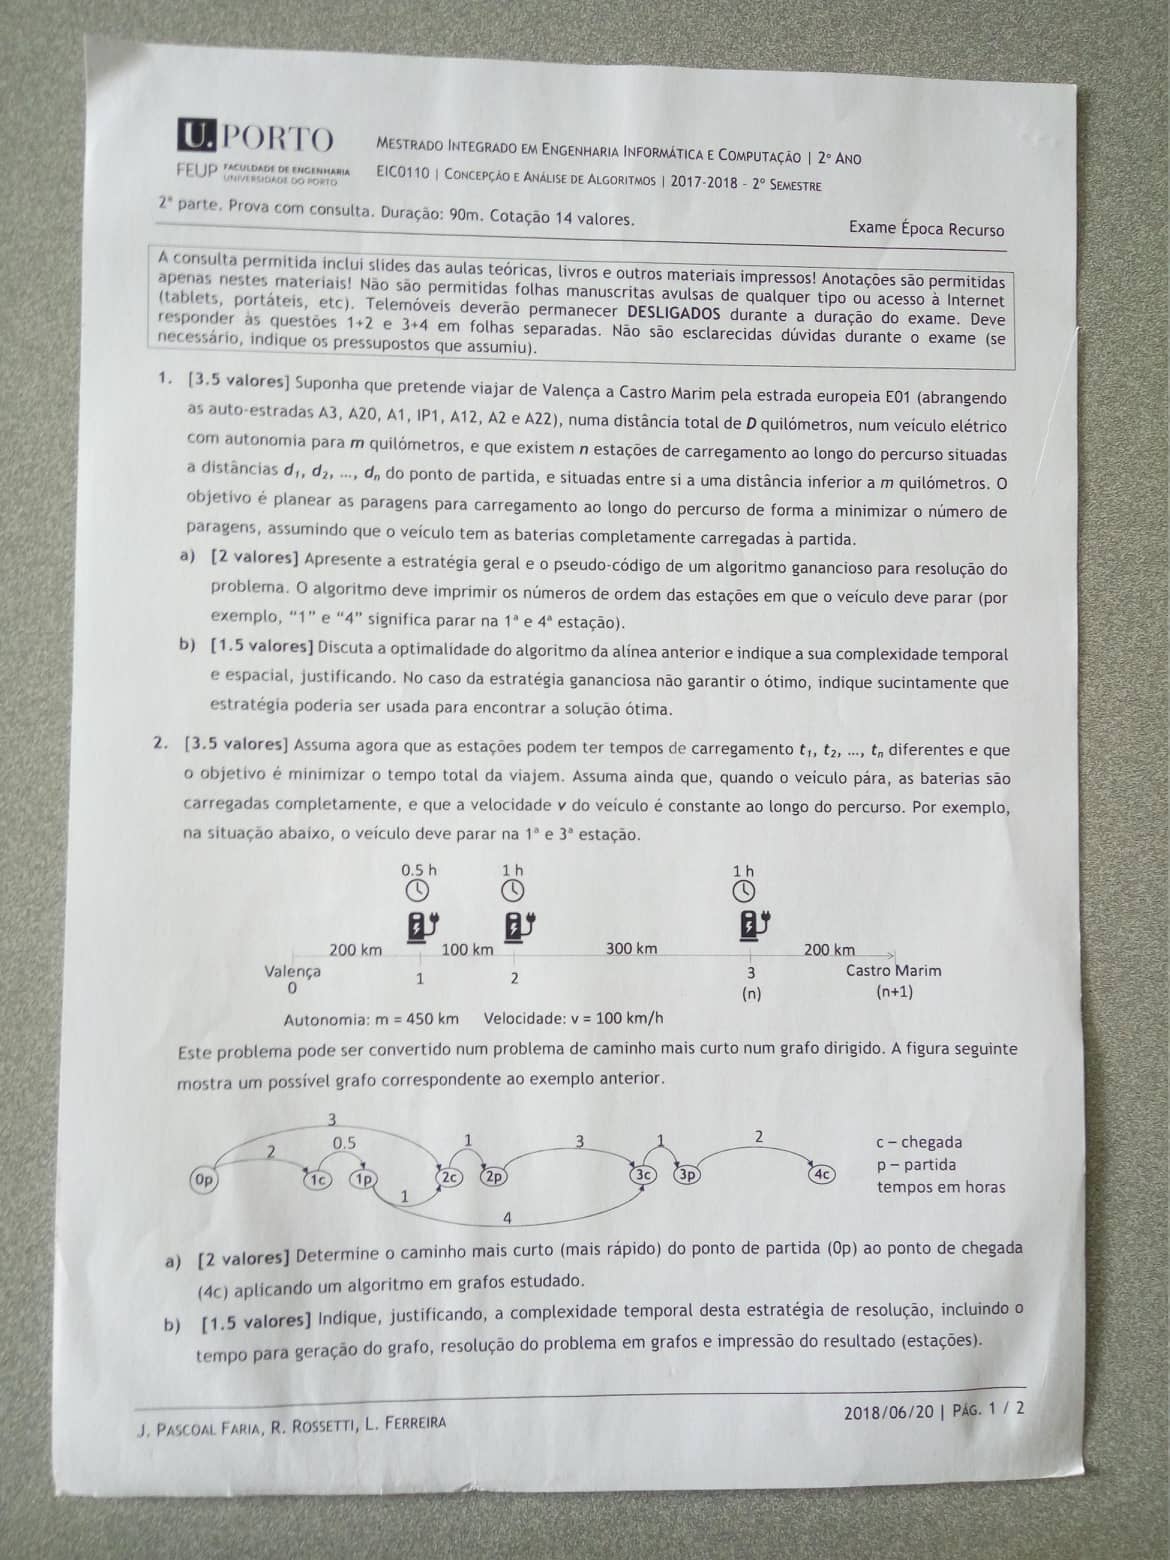 U. PORTO
FEUP FACULDADE DE ENGENHARIA
UNIVERSIDADE DO PORTO
MESTRADO INTEGRADO EM ENGENHARIA INFORMÁTICA E COMPUTAÇÃO | 2º ANO
EIC0110 | CONCEPÇÃO E ANÁLISE DE ALGORITMOS | 2017-2018 - 2º SEMESTRE
2ª parte. Prova com consulta. Duração: 90m. Cotação 14 valores.
Exame Época Recurso
A consulta permitida inclui slides das aulas teóricas, livros e outros materiais impressos! Anotações são permitidas
apenas nestes materiais! Não são permitidas folhas manuscritas avulsas de qualquer tipo ou acesso à Internet
(tablets, portáteis, etc). Telemóveis deverão permanecer DESLIGADOS durante a duração do exame. Deve
responder às questões 1+2 e 3+4 em folhas separadas. Não são esclarecidas dúvidas durante o exame (se
necessário, indique os pressupostos que assumiu).
1. [3.5 valores] Suponha que pretende viajar de Valença a Castro Marim pela estrada europeia E01 (abrangendo
as auto-estradas A3, A20, A1, IP1, A12, A2 e A22), numa distância total de D quilómetros, num veículo elétrico
com autonomia para m quilómetros, e que existem n estações de carregamento ao longo do percurso situadas
a distâncias d1, d2, ..., dn do ponto de partida, e situadas entre si a uma distância inferior a m quilómetros. O
objetivo é planear as paragens para carregamento ao longo do percurso de forma a minimizar o número de
paragens, assumindo que o veículo tem as baterias completamente carregadas à partida.
a) [2 valores] Apresente a estratégia geral e o pseudo-código de um algoritmo ganancioso para resolução do
problema. O algoritmo deve imprimir os números de ordem das estações em que o veículo deve parar (por
exemplo, “1” e “4” significa parar na 1ª e 4ª estação).
b) [1.5 valores] Discuta a optimalidade do algoritmo da alínea anterior e indique a sua complexidade temporal
e espacial, justificando. No caso da estratégia gananciosa não garantir o ótimo, indique sucintamente que
estratégia poderia ser usada para encontrar a solução ótima.
2. [3.5 valores] Assuma agora que as estações podem ter tempos de carregamento t1, t2, ..., tn diferentes e que
o objetivo é minimizar o tempo total da viajem. Assuma ainda que, quando o veículo pára, as baterias são
carregadas completamente, e que a velocidade v do veículo é constante ao longo do percurso. Por exemplo,
na situação abaixo, o veículo deve parar na 1ª e 3ª estação.
0.5 h 1 h 1 h
200 km 100 km 300 km 200 km
Valença 1 2 3 Castro Marim
0 (n) (n+1)
Autonomia: m = 450 km Velocidade: v = 100 km/h
Este problema pode ser convertido num problema de caminho mais curto num grafo dirigido. A figura seguinte
mostra um possível grafo correspondente ao exemplo anterior.
3
2 0.5 1 3 1 2
0p 1c 1p 2c 2p 3c 3p 4c
1
4
c – chegada
p – partida
tempos em horas
a) [2 valores] Determine o caminho mais curto (mais rápido) do ponto de partida (0p) ao ponto de chegada
(4c) aplicando um algoritmo em grafos estudado.
b) [1.5 valores] Indique, justificando, a complexidade temporal desta estratégia de resolução, incluindo o
tempo para geração do grafo, resolução do problema em grafos e impressão do resultado (estações).
J. PASCOAL FARIA, R. ROSSETTI, L. FERREIRA
2018/06/20 | PÁG. 1 / 2